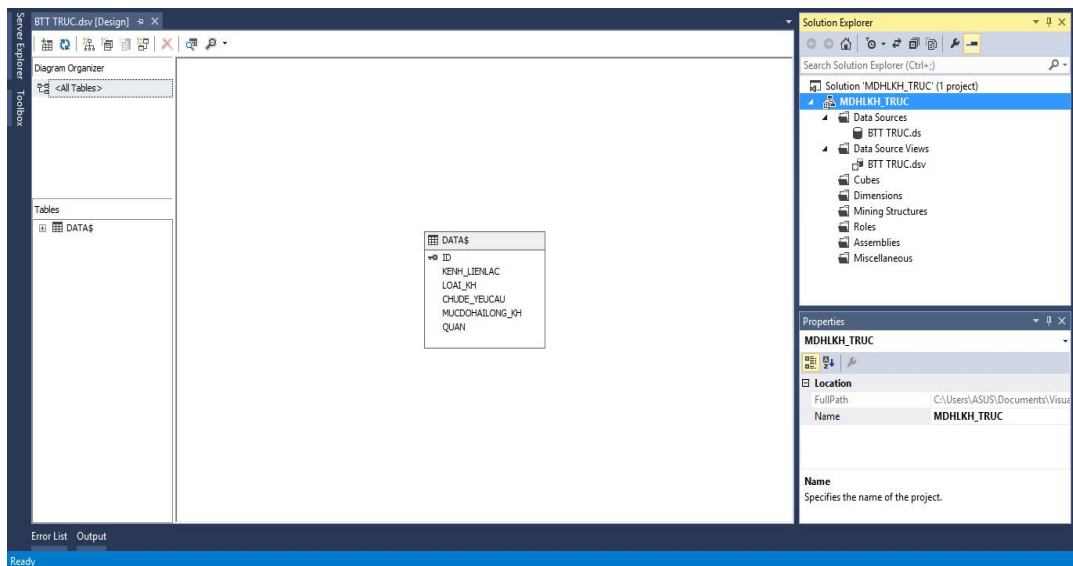 Server Explorer
Toolbox
BTT TRUC.dsv [Design]
Diagram Organizer
<All Tables>
Tables
DATA$
DATA$
ID
KENH_LIENLAC
LOAI_KH
CHUDE_YEUCAU
MUCDOHAILONG_KH
QUAN
Solution Explorer
Search Solution Explorer (Ctrl+;)
Solution 'MDHLKH_TRUC' (1 project)
MDHLKH_TRUC
Data Sources
BTT TRUC.ds
Data Source Views
BTT TRUC.dsv
Cubes
Dimensions
Mining Structures
Roles
Assemblies
Miscellaneous
Properties
MDHLKH_TRUC
Location
FullPath C:\Users\ASUS\Documents\Visua
Name MDHLKH_TRUC
Name
Specifies the name of the project.
Error List Output
Ready